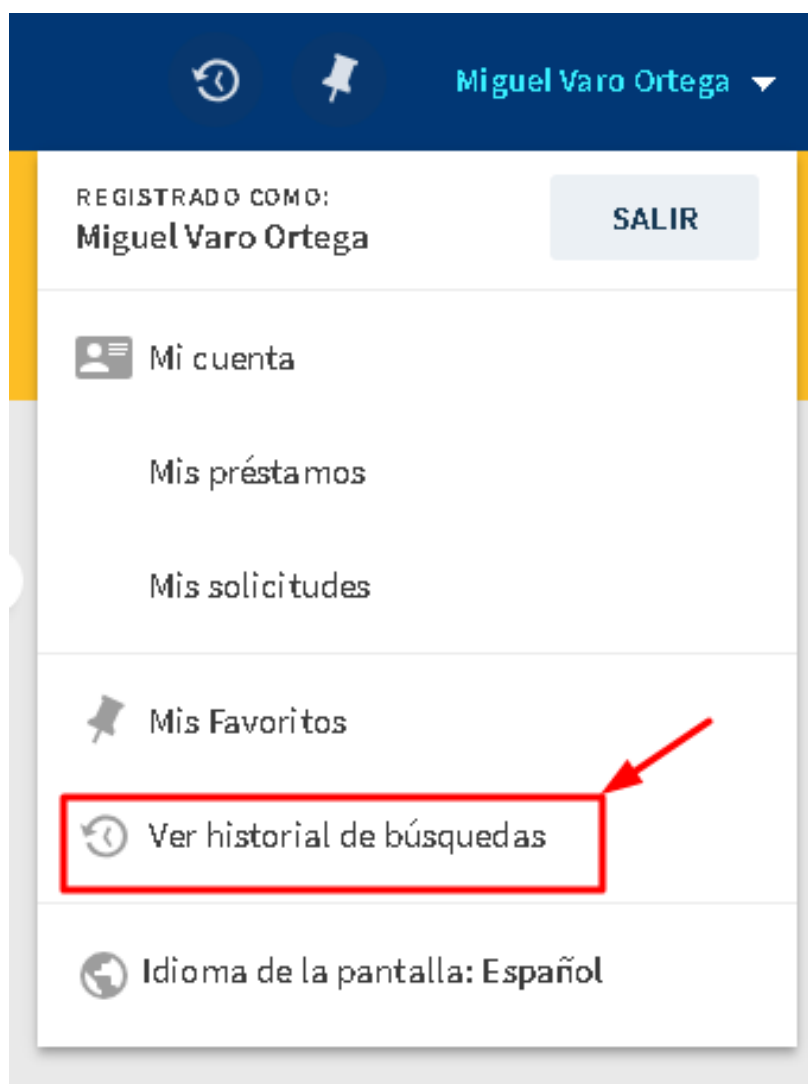 Miguel Varo Ortega
REGISTRADO COMO:
Miguel Varo Ortega
SALIR
Mi cuenta
Mis préstamos
Mis solicitudes
Mis Favoritos
Ver historial de búsquedas
Idioma de la pantalla: Español